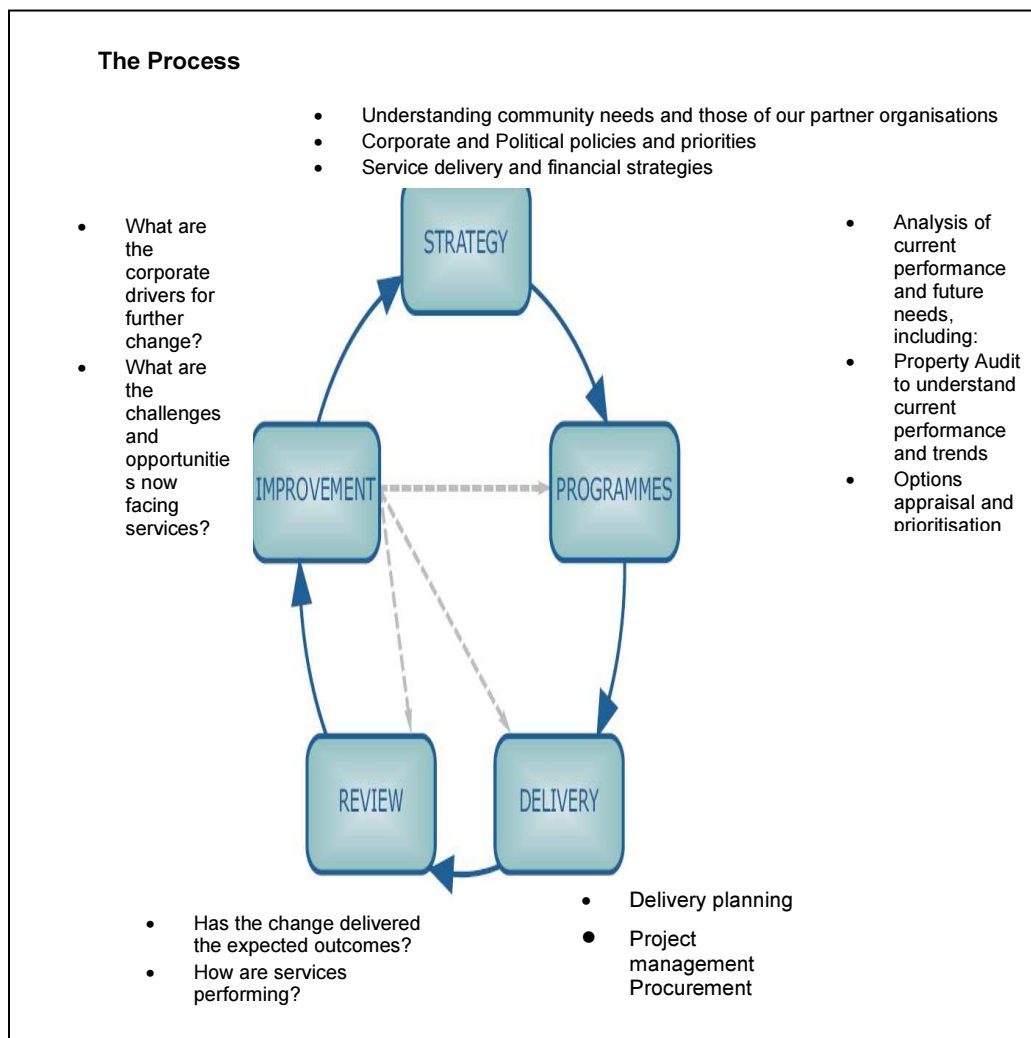 The Process
• Understanding community needs and those of our partner organisations
• Corporate and Political policies and priorities
• Service delivery and financial strategies
STRATEGY
• What are
the
corporate
drivers for
further
change?
• What are
the
challenges
and
opportunitie
s now
facing
services?
• Analysis of
current
performance
and future
needs,
including:
• Property Audit
to understand
current
performance
and trends
• Options
appraisal and
prioritisation
IMPROVEMENT
PROGRAMMES
REVIEW
DELIVERY
• Has the change delivered
the expected outcomes?
• How are services
performing?
• Delivery planning
• Project
management
Procurement